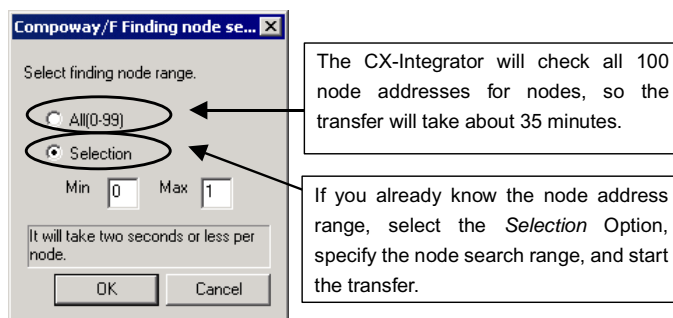 Compoway/F Finding node se...
Select finding node range.
All(0-99)
Selection
Min 0 Max 1
It will take two seconds or less per
node.
OK Cancel
The CX-Integrator will check all 100
node addresses for nodes, so the
transfer will take about 35 minutes.
If you already know the node address
range, select the Selection Option,
specify the node search range, and start
the transfer.